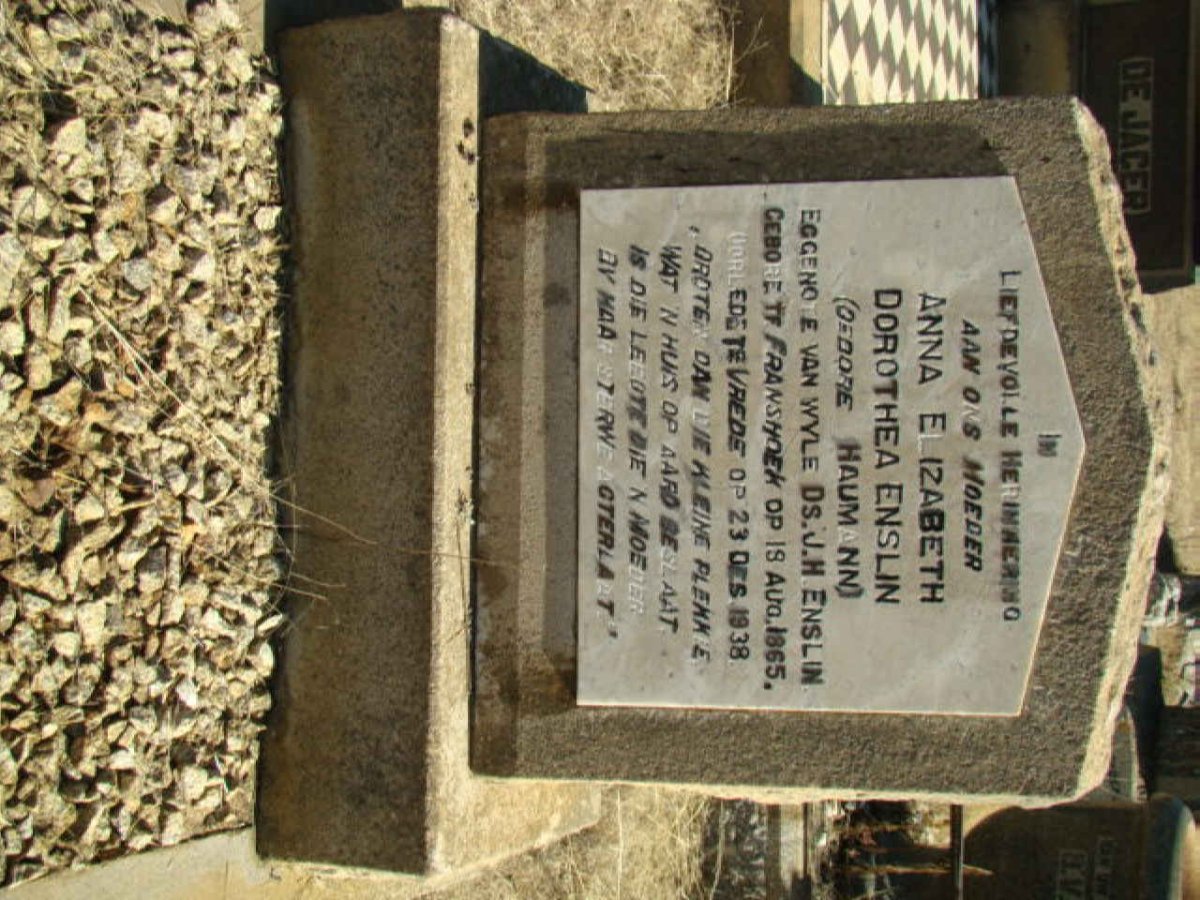 IN
LIEFDEVOLLE HERINNERING
AAN ONS MOEDER
ANNA ELIZABETH
DOROTHEA ENSLIN
(GEBORE HAUMANN)
EGGENOTE VAN WYLE DS. J.H. ENSLIN.
GEBORE TE FRANSHOEK OP 18 AUG. 1865,
OORLEDE TE VREDE OP 23 DES 1938
"GROTER DAN DIE KLEINE PLEKKIE,
WAT 'N HUIS OP AARD BESLAAT.
IS DIE LEEGTE DIE 'N MOEDER
BY HAAR STERWE AGTERLAAT"
DE JAGER